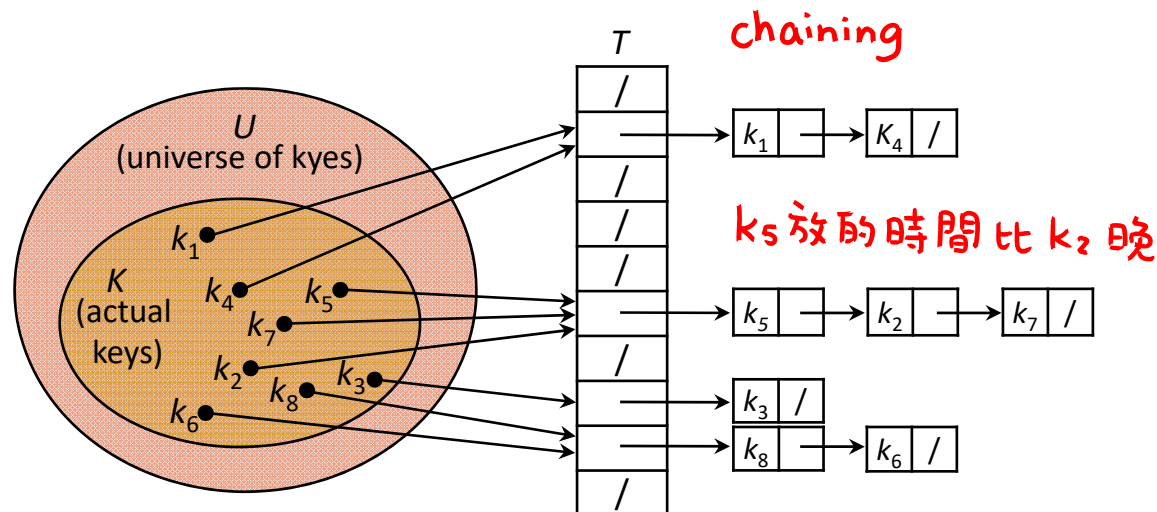 chaining
T
/
U
(universe of kyes)
k1
K4 /
/
/
k1
k5放的時間比k2晚
K
(actual
keys)
k4
k5
/
k7
k5
k2
k7 /
k2
/
k8
k3
k3 /
k6
k8
k6 /
/